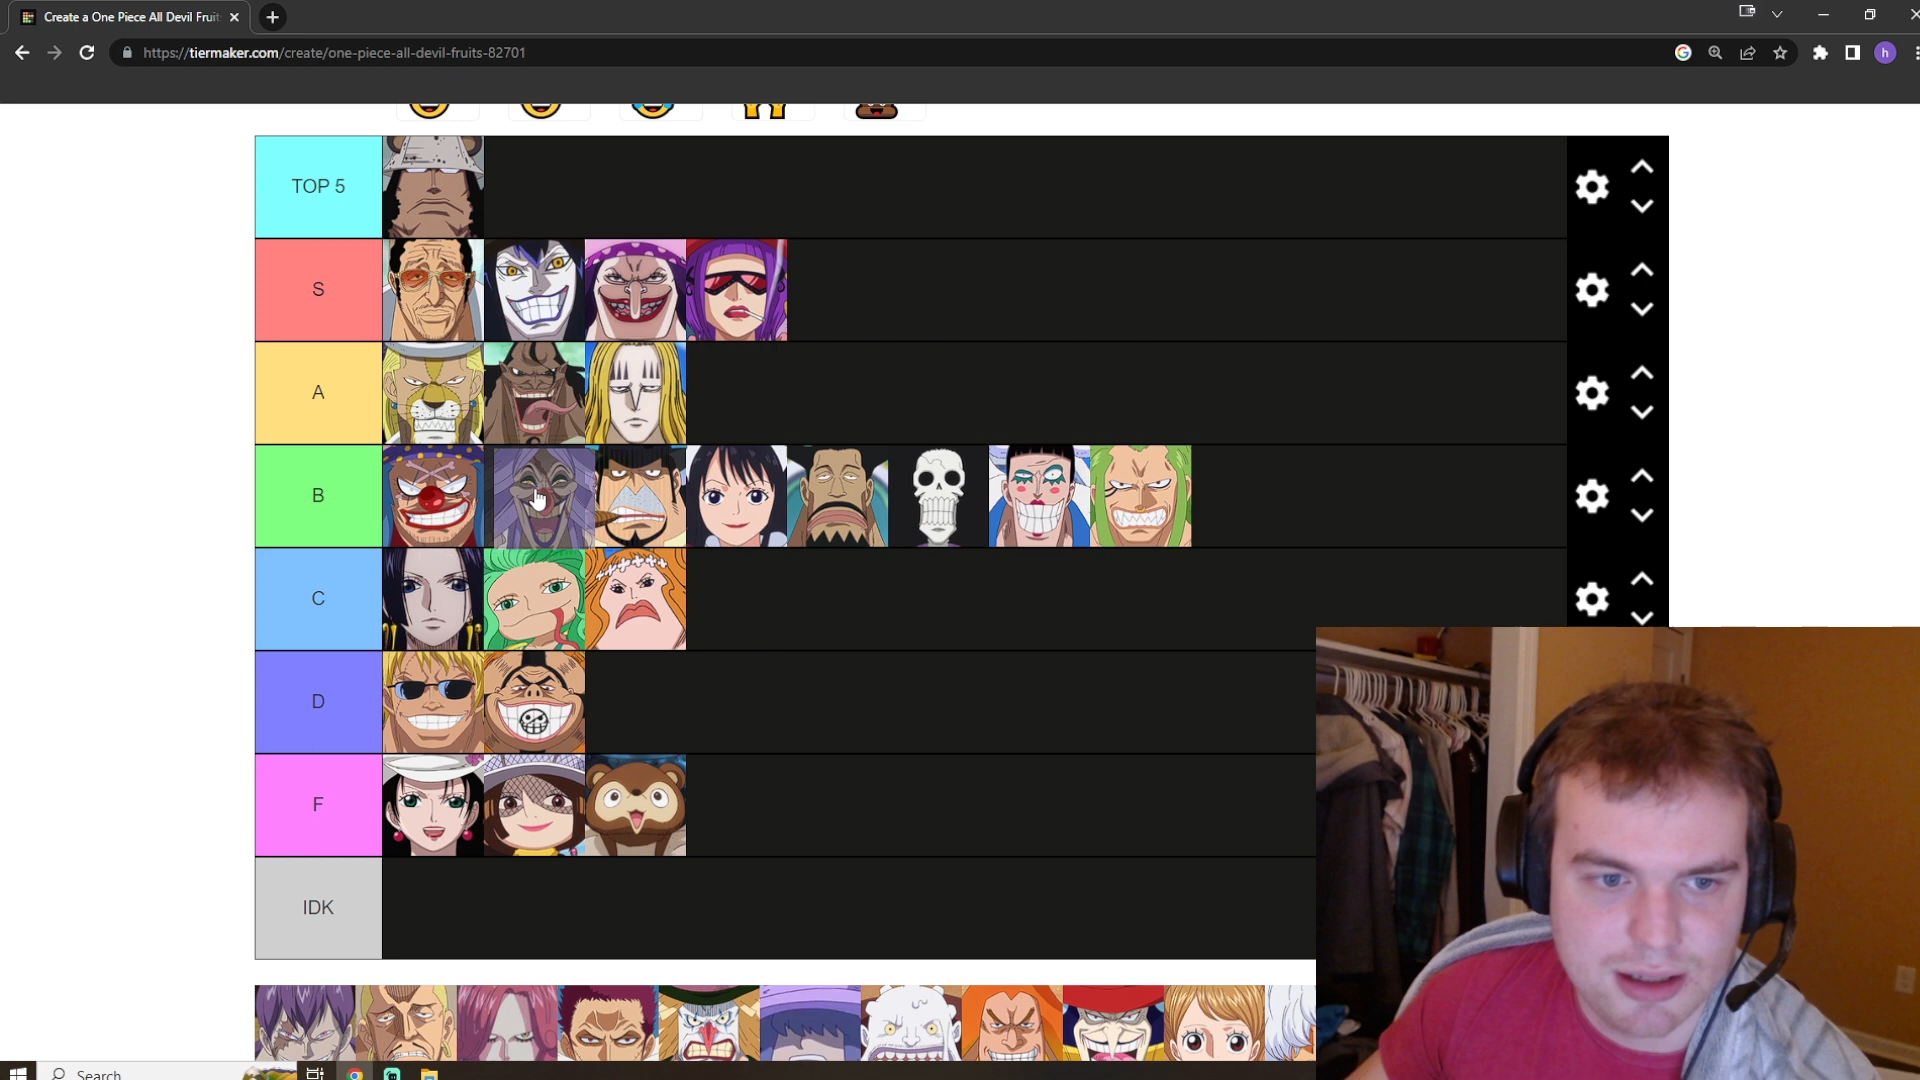 Create a One Piece All Devil Fruit
https://tiermaker.com/create/one-piece-all-devil-fruits-82701
h
TOP 5
S
A
B
C
D
F
IDK
Search